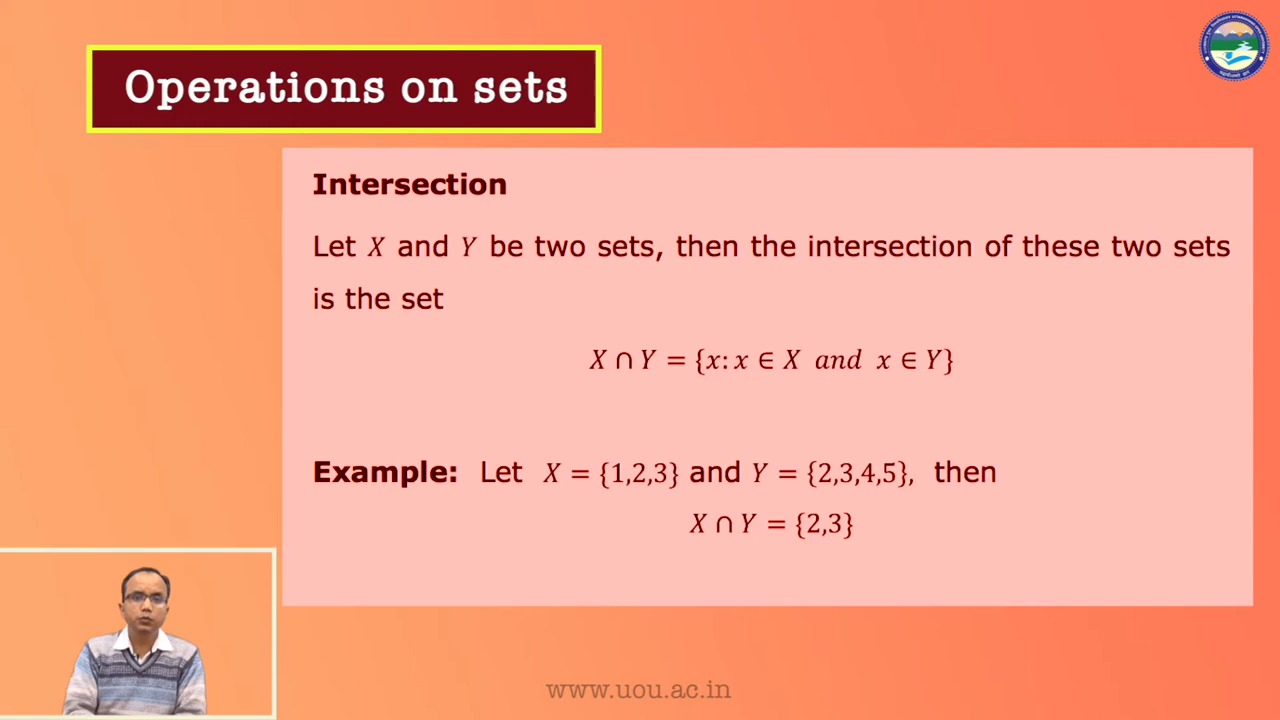 Operations on sets
Intersection
Let X and Y be two sets, then the intersection of these two sets
is the set
X ∩ Y = {x: x ∈ X and x ∈ Y}
Example: Let X = {1,2,3} and Y = {2,3,4,5}, then
X ∩ Y = {2,3}
www.uou.ac.in